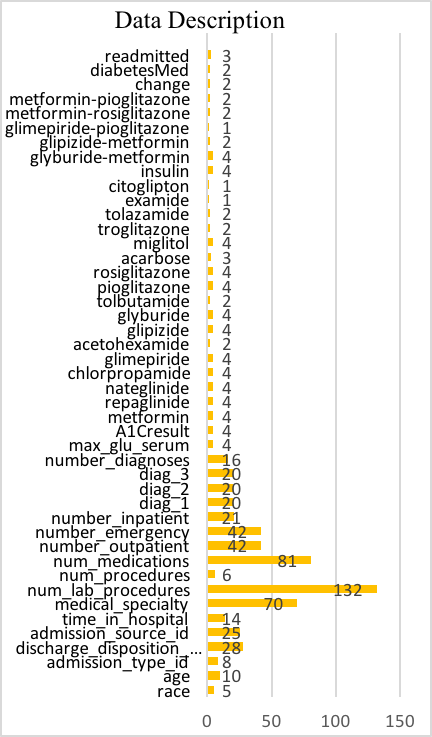 Data Description
readmitted 3
diabetesMed 2
change 2
metformin-pioglitazone 2
metformin-rosiglitazone 2
glimepiride-pioglitazone 1
glipizide-metformin 2
glyburide-metformin 4
insulin 4
citoglipton 1
examide 1
tolazamide 2
troglitazone 2
miglitol 4
acarbose 3
rosiglitazone 4
pioglitazone 4
tolbutamide 2
glyburide 4
glipizide 4
acetohexamide 2
glimepiride 4
chlorpropamide 4
nateglinide 4
repaglinide 4
metformin 4
A1Cresult 4
max_glu_serum 4
number_diagnoses 16
diag_3 20
diag_2 20
diag_1 20
number_inpatient 21
number_emergency 42
number_outpatient 42
num_medications 81
num_procedures 6
num_lab_procedures 132
medical_specialty 70
time_in_hospital 14
admission_source_id 25
discharge_disposition_... 28
admission_type_id 8
age 10
race 5
0 50 100 150